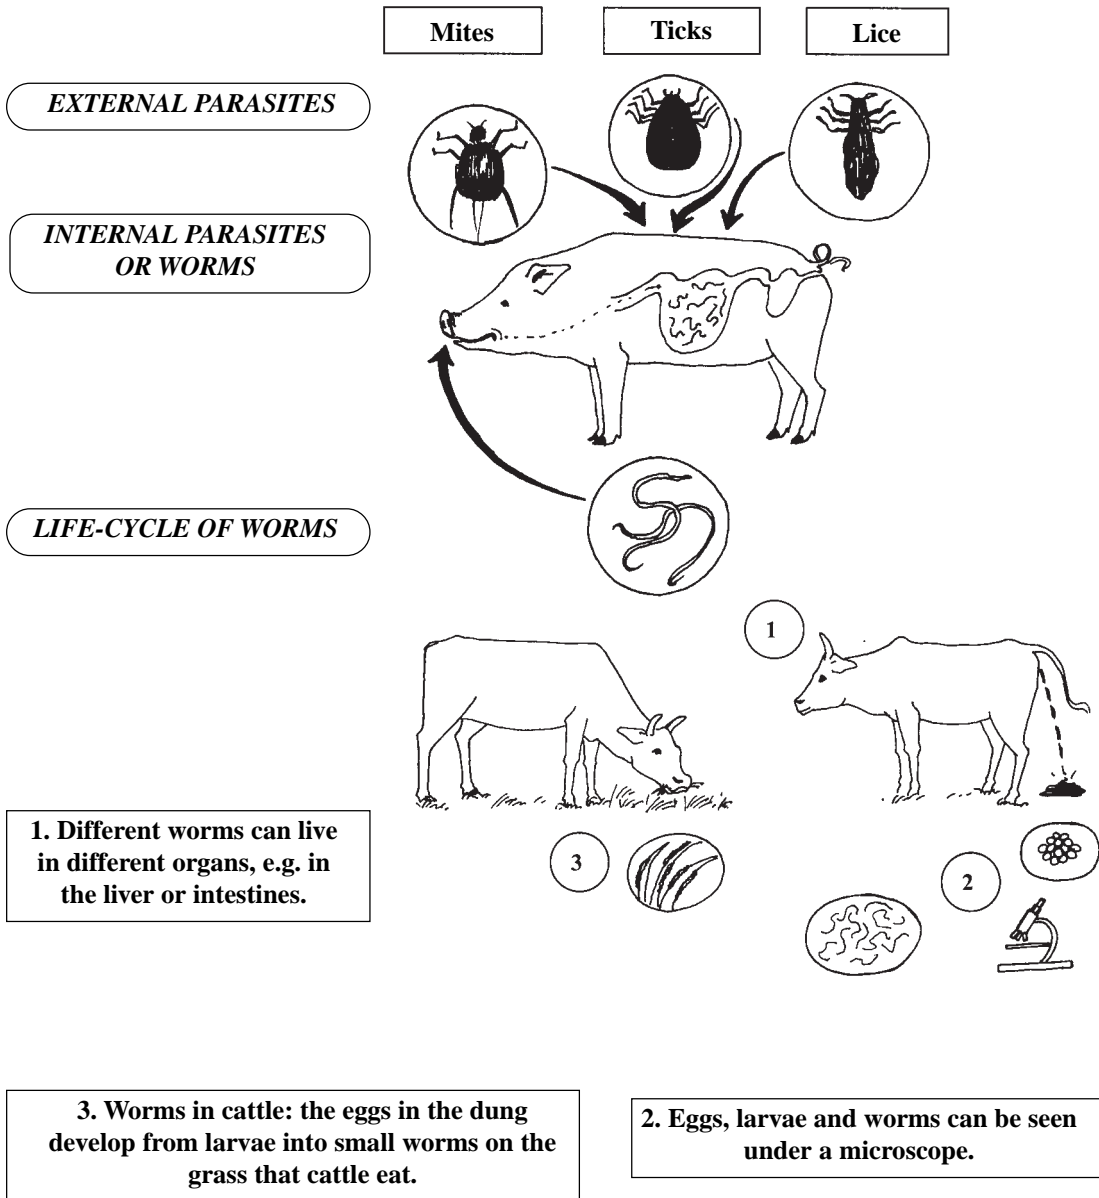 Mites
Ticks
Lice
EXTERNAL PARASITES
INTERNAL PARASITES
OR WORMS
LIFE-CYCLE OF WORMS
1
1. Different worms can live
in different organs, e.g. in
the liver or intestines.
3
2
3. Worms in cattle: the eggs in the dung
develop from larvae into small worms on the
grass that cattle eat.
2. Eggs, larvae and worms can be seen
under a microscope.